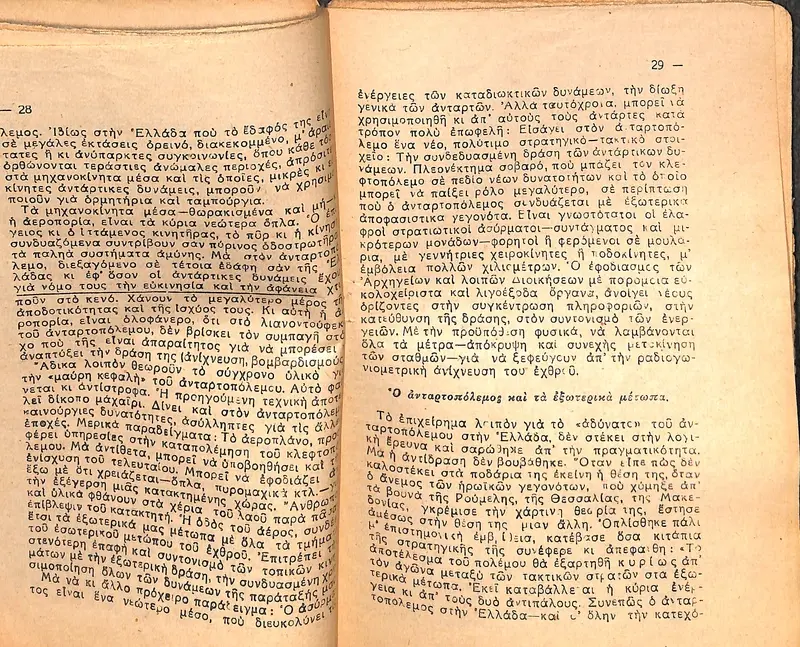 — 28
λεμος. Ἰδίως στὴν Ἑλλάδα ποὺ τὸ ἔδαφός της εἶν
σὲ μεγάλες ἐκτάσεις ὀρεινό, διακεκομμένο, μ' ἀραι
τατες ἢ κι ἀνύπαρκτες συγκοινωνίες, ὅπου κάθε τό
ὀρθώνονται τεράστιες ἀνώμαλες περιοχές, ἀπρόσι
στὰ μηχανοκίνητα μέσα καὶ τὶς ὁποῖες, μικρὲς κι
κίνητες ἀντάρτικες δυνάμεις, μποροῦν νὰ χρησιμ
ποιοῦν γιὰ ὁρμητήρια καὶ ταμπούργια.
Τὰ μηχανοκίνητα μέσα—θωρακισμένα καὶ μή—
ἡ ἀεροπορία, εἶναι τὰ κύρια νεώτερα ὅπλα. Ὁ
γειος κι ὁ ἱπτάμενος κινητῆρας, τὸ πῦρ κι ἡ κίνησ
συνδυαζόμενα συντρίβουν σὰν πύρινος ὁδοστρωτῆρ
τὰ παληὰ συστήματα ἀμύνης. Μὰ στὸν ἀνταρτοπ
λεμο, διεξαγόμενο σὲ τέτοια ἐδάφη σὰν τῆς Ἑ
λάδας κι ἐφ' ὅσον οἱ ἀντάρτικες δυνάμεις ἔχο
γιὰ νόμο τους τὴν εὐκινησία καὶ τὴν ἀφάνεια χτ
ποῦν στὸ κενό. Χάνουν τὸ μεγαλύτερο μέρος τῆ
ἀποδοτικότητας καὶ τῆς ἰσχύος τους. Κι αὐτὴ ἡ ἀ
ροπορία, εἶναι ὁλοφάνερο, ὅτι στὸ λιανοντούφεκ
τοῦ ἀνταρτοπόλεμου, δὲν βρίσκει τὸν συμπαγῆ στ
χο ποὺ τῆς εἶναι ἀπαραίτητος γιὰ νὰ μπορέσει
ἀναπτύξει τὴν δράση της (ἀνίχνευση, βομβαρδισμούς
Ἄδικα λοιπὸν θεωροῦν τὸ σύγχρονο ὑλικὸ γι
τὴν «μαύρη κεφαλὴ» τοῦ ἀνταρτοπόλεμου. Αὐτὸ φα
νεται κι ἀντίστροφα. Ἡ προηγούμενη τεχνικὴ ἀποτ
λεῖ δίκοπο μαχαίρι. Δίνει καὶ στὸν ἀνταρτοπόλεμ
καινούργιες δυνατότητες, ἀσύλληπτες γιὰ τὶς ἄλλ
ἐποχές. Μερικὰ παραδείγματα: Τὸ ἀεροπλάνο, προ
φέρει ὑπηρεσίες στὴν καταπολέμηση τοῦ κλεφτοπ
λεμου. Μὰ ἀντίθετα, μπορεῖ νὰ ὑποβοηθήσει καὶ τ
ἐνίσχυση τοῦ τελευταίου. Μπορεῖ νὰ ἐφοδιάζει
ἔξω μὲ ὅτι χρειάζεται—ὅπλα, πυρομαχικὰ κτλ.—
τὴν ἐξέγερση μιᾶς κατακτημένης χώρας. Ἄνθρωπ
καὶ ὑλικὰ φθάνουν στὰ χέρια τοῦ λαοῦ παρὰ πᾶσα
ἐπίβλεψιν τοῦ κατακτητῆ. Ἡ ὁδὸς τοῦ ἀέρος, συνδέ
ἔτσι τὰ ἐξωτερικά μας μέτωπα μὲ ὅλα τὰ τμήμα
τοῦ ἐσωτερικοῦ μετώπου τοῦ ἐχθροῦ. Ἐπιτρέπει τ
στενότερη ἐπαφὴ καὶ συντονισμὸ τῶν τοπικῶν κιν
μάτων μὲ τὴν ἐξωτερικὴ δράση, τὴν συνδυασμένη χρ
σιμοποίηση ὅλων τῶν δυνάμεων τῆς παράταξής μ
Μὰ νὰ κι ἄλλο πρόχειρο παράδειγμα: Ὁ ἀσύρμ
τος εἶναι ἕνα νεώτερο μέσο, ποὺ διευκολύνει τ
29 —
ἐνέργειες τῶν καταδιωκτικῶν δυνάμεων, τὴν δίωξη
γενικὰ τῶν ἀνταρτῶν. Ἀλλὰ ταυτόχρονα, μπορεῖ νὰ
χρησιμοποιηθῆ κι ἀπ' αὐτοὺς τοὺς ἀντάρτες κατὰ
τρόπον πολὺ ἐπωφελῆ: Εἰσάγει στὸν ἀνταρτοπό-
λεμο ἕνα νέο, πολύτιμο στρατηγικό—τακτικὸ στοι-
χεῖο: Τὴν συνδεδυασμένη δράση τῶν ἀντάρτικων δυ-
νάμεων. Πλεονέκτημα σοβαρό, ποὺ μπάζει τὸν κλε-
φτοπόλεμο σὲ πεδίο νέων δυνατοτήτων καὶ τὸ ὁποῖο
μπορεῖ νὰ παίξει ρόλο μεγαλύτερο, σὲ περίπτωση
ποὺ ὁ ἀνταρτοπόλεμος συνδυάζεται μὲ ἐξωτερικὰ
ἀποφασιστικα γεγονότα. Εἶναι γνωστότατοι οἱ ἐλα-
φροὶ στρατιωτικοὶ ἀσύρματοι—συντάγματος καὶ μι-
κρότερων μονάδων—φορητοὶ ἢ φερόμενοι σὲ μουλά-
ρια, μὲ γεννήτριες χειροκίνητες ἢ ποδοκίνητες, μ'
ἐμβόλεια πολλῶν χιλιομέτρων. Ὁ ἐφοδιασμὸς τῶν
Ἀρχηγείων καὶ λοιπῶν Διοικήσεων μὲ παρόμοια εὐ-
κολοχείριστα καὶ λιγοέξοδα ὄργανα, ἀνοίγει νέους
ὁρίζοντες στὴν συγκέντρωση πληροφοριῶν, στὴν
κατεύθυνση τῆς δράσης, στὸν συντονισμὸ τῶν ἐνερ-
γειῶν. Μὲ τὴν προϋπόθεση φυσικά, νὰ λαμβάνονται
ὅλα τὰ μέτρα—ἀπόκρυψη καὶ συνεχὴς μετακίνηση
τῶν σταθμῶν—γιὰ νὰ ξεφεύγουν ἀπ' τὴν ραδιογω-
νιομετρικὴ ἀνίχνευση τοῦ ἐχθροῦ.
Ὁ ἀνταρτοπόλεμος καὶ τὰ ἐξωτερικὰ μέτωπα.
Τὸ ἐπιχείρημα λοιπὸν γιὰ τὸ «ἀδύνατο» τοῦ ἀν-
ταρτοπόλεμου στὴν Ἑλλάδα, δὲν στέκει στὴν λογι-
κὴ ἔρευνα καὶ σαρώθηκε ἀπ' τὴν πραγματικότητα.
Μὰ ἡ ἀντίδραση δὲν βουβάθηκε. Ὅταν εἶπε πὼς δὲν
καλοστέκει στὰ ποδάρια της ἐκείνη ἡ θέση της, ὅταν
ὁ ἄνεμος τῶν ἡρωϊκῶν γεγονότων, ποὺ χύμηξε ἀπ'
τὰ βουνὰ τῆς Ρούμελης, τῆς Θεσσαλίας, τῆς Μακε-
δονίας, γκρέμισε τὴν χάρτινη θεωρία της, ἔστησε
ἀμέσως στὴν θέση της μιαν ἄλλη. Ὁπλίσθηκε πάλι
μ' ἐπιστημονικὴ ἐμβρίθεια, κατέβασε ὅσα κιτάπια
τῆς στρατηγικῆς τῆς συνέφερε κι ἀπεφάνθη: «Τὸ
ἀποτέλεσμα τοῦ πολέμου θὰ ἐξαρτηθῆ κυρίως ἀπ'
τὸν ἀγῶνα μεταξὺ τῶν τακτικῶν στρατῶν στα ἐξω-
τερικὰ μέτωπα. Ἐκεῖ καταβάλλεται ἡ κύρια ἐνέρ-
γεια κι ἀπ' τοὺς δυὸ ἀντιπάλους. Συνεπῶς ὁ ἀνταρ-
τοπόλεμος στὴν Ἑλλάδα—καὶ σ' ὅλην τὴν κατεχό-